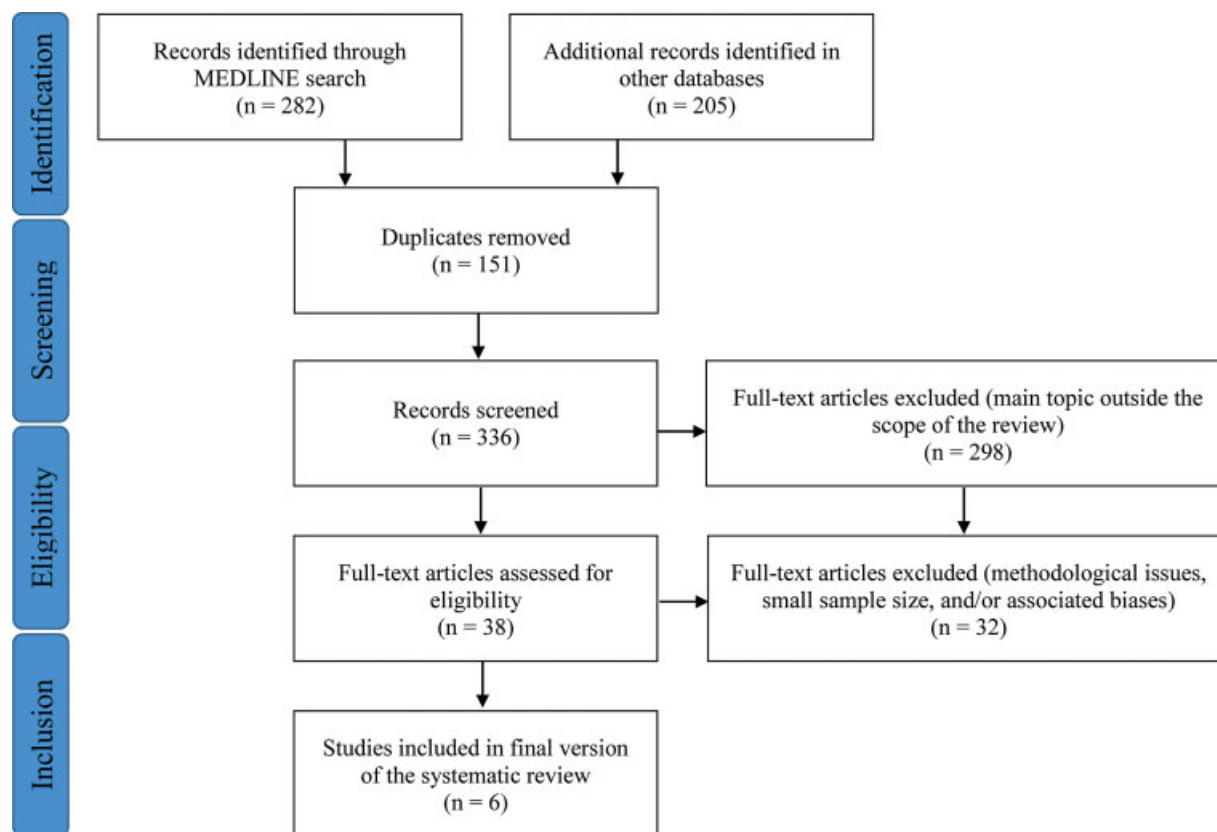 Identification
Records identified through
MEDLINE search
(n = 282)
Additional records identified in
other databases
(n = 205)
Screening
Duplicates removed
(n = 151)
Records screened
(n = 336)
Full-text articles excluded (main topic outside the
scope of the review)
(n = 298)
Eligibility
Full-text articles assessed for
eligibility
(n = 38)
Full-text articles excluded (methodological issues,
small sample size, and/or associated biases)
(n = 32)
Inclusion
Studies included in final version
of the systematic review
(n = 6)